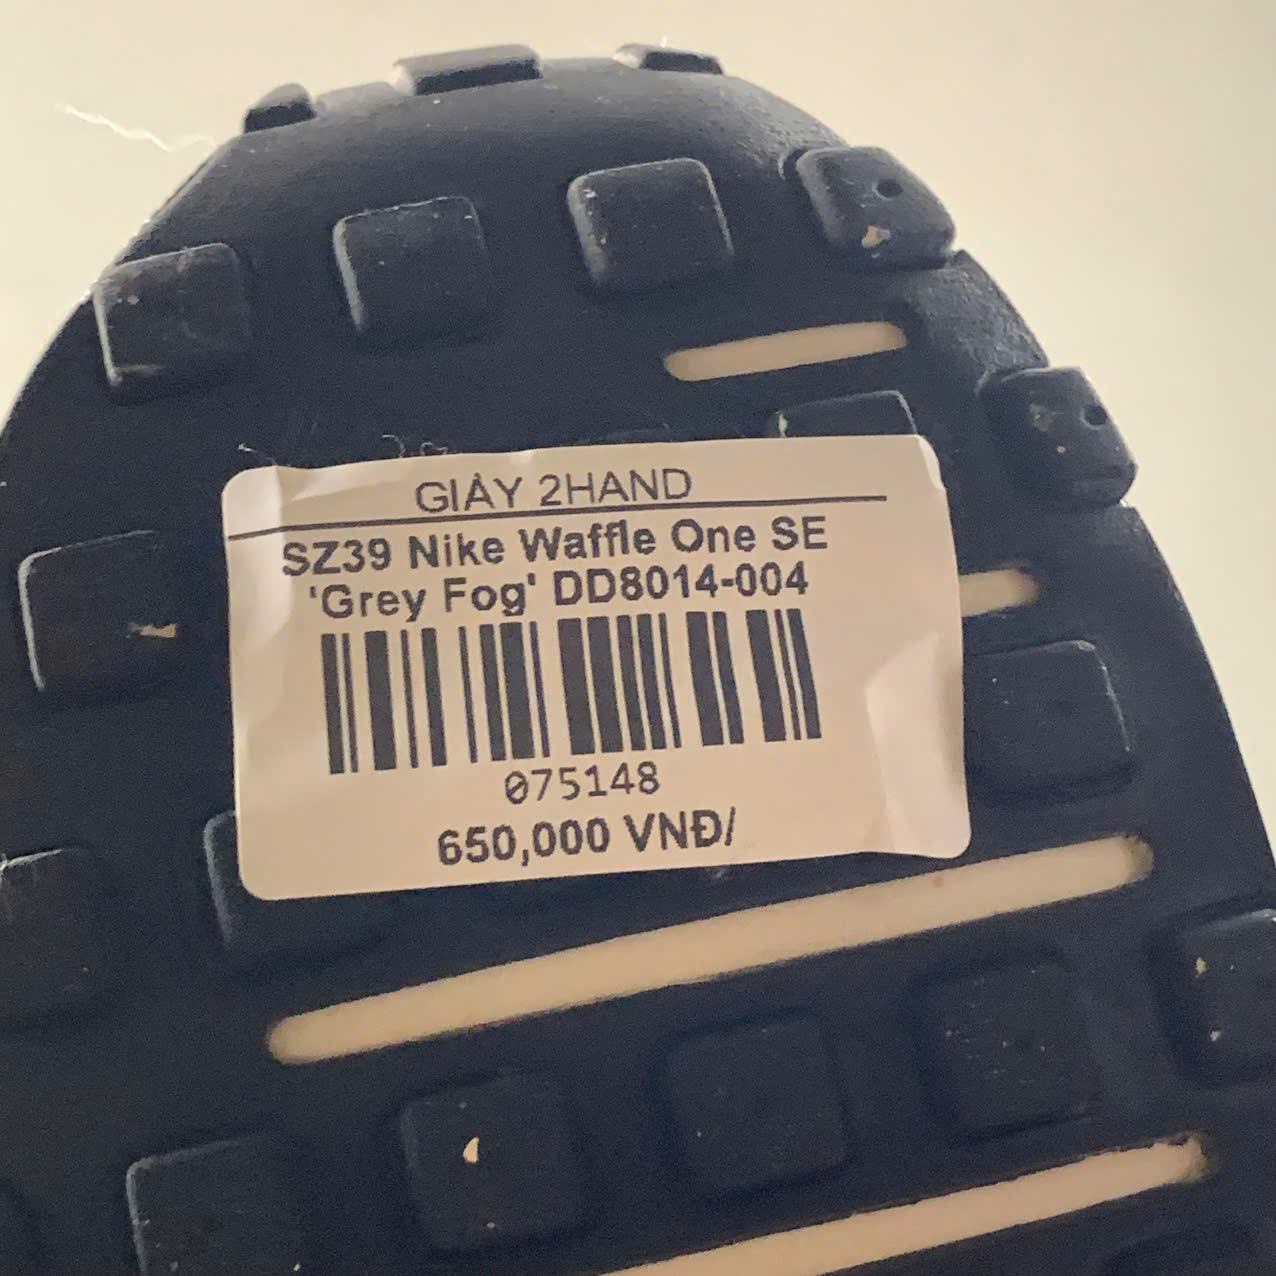 GIÀY 2HAND
SZ39 Nike Waffle One SE
'Grey Fog' DD8014-004
075148
650,000 VNĐ/